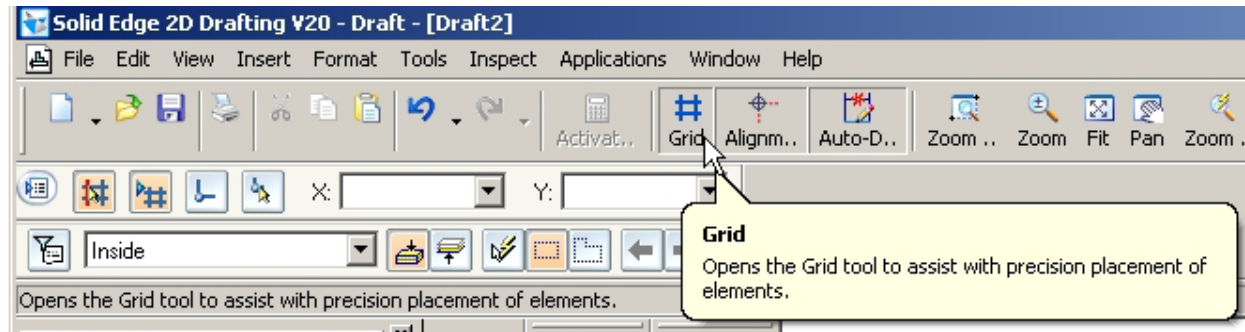 Solid Edge 2D Drafting V20 - Draft - [Draft2]
File Edit View Insert Format Tools Inspect Applications Window Help
Activat.. Grid Alignm.. Auto-D.. Zoom .. Zoom Fit Pan Zoom .
X: Y:
Grid
Inside
Opens the Grid tool to assist with precision placement of
elements.
Opens the Grid tool to assist with precision placement of elements.